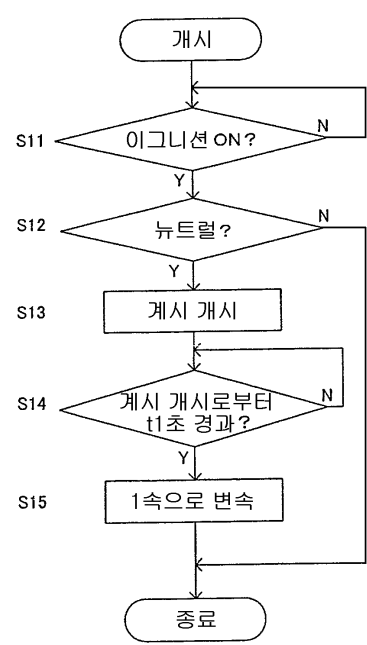 개시
S11 이그니션 ON? N
Y
S12 뉴트럴? N
Y
S13 계시 개시
S14 계시 개시로부터 N
t1초 경과?
Y
S15 1속으로 변속
종료